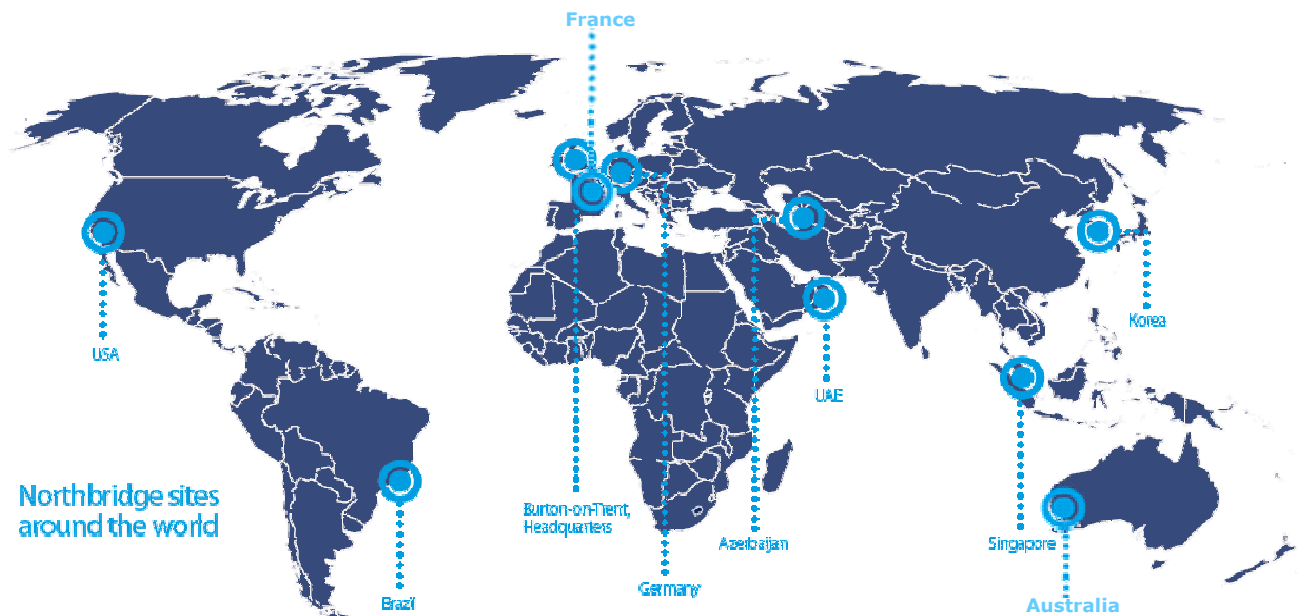 France
USA
Korea
UAE
Northbridge sites
around the world
Burton-on-Trent,
Headquarters
Azerbaijan
Singapore
Germany
Brazil
Australia